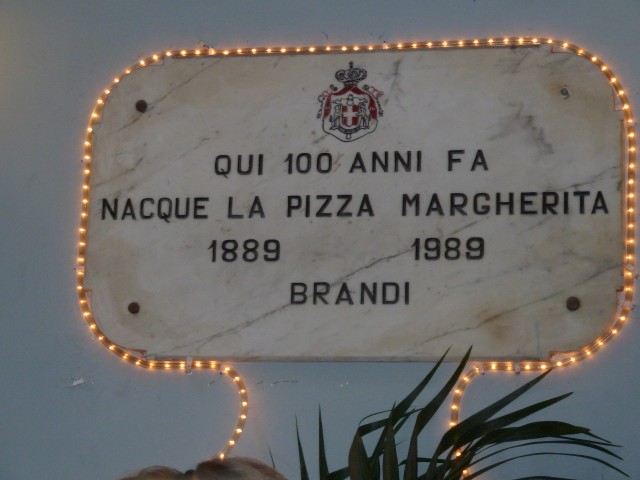 QUI 100 ANNI FA
NACQUE LA PIZZA MARGHERITA
1889 1989
BRANDI